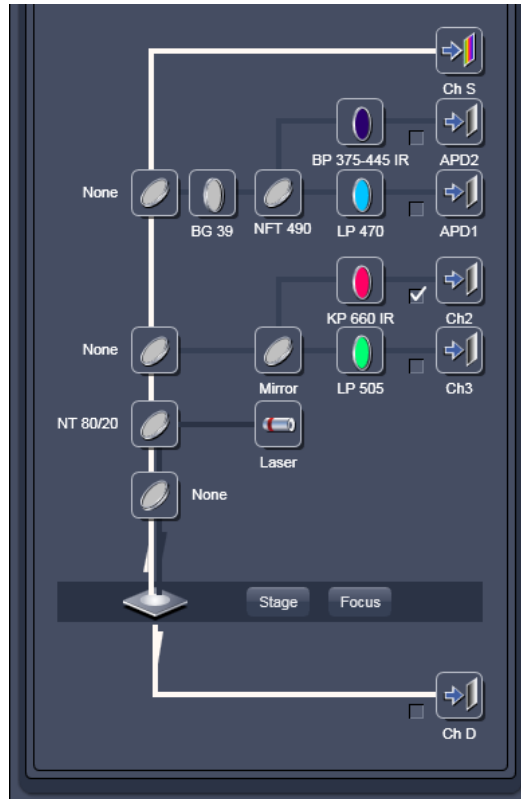 Ch S
BP 375-445 IR
APD2
None
BG 39
NFT 490
LP 470
APD1
KP 660 IR
Ch2
None
Mirror
LP 505
Ch3
NT 80/20
Laser
None
Stage
Focus
Ch D